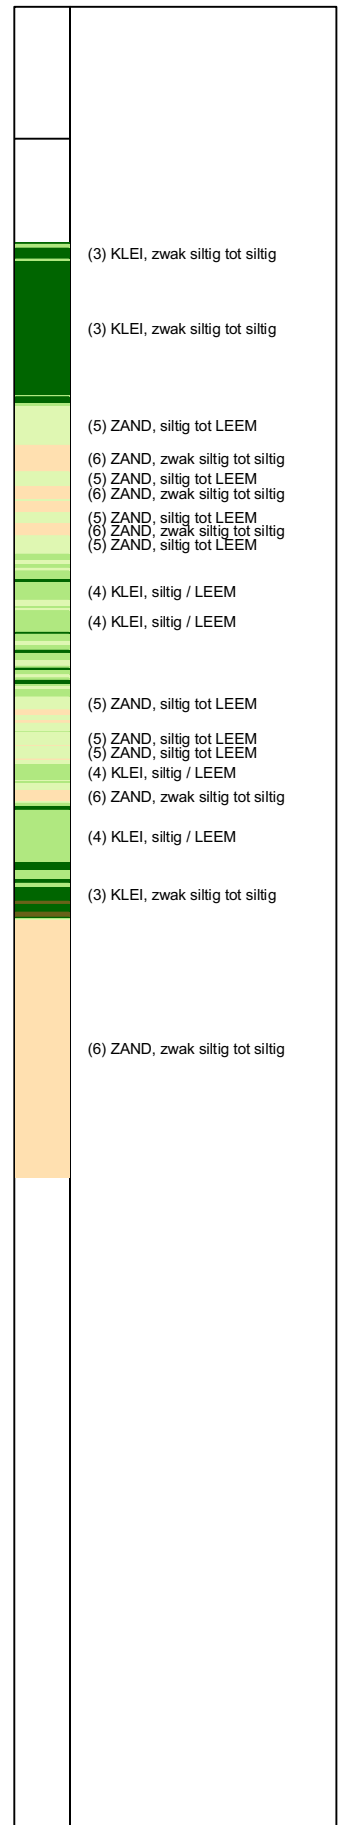 (3) KLEI, zwak siltig tot siltig
(3) KLEI, zwak siltig tot siltig
(5) ZAND, siltig tot LEEM
(6) ZAND, zwak siltig tot siltig
(5) ZAND, siltig tot LEEM
(6) ZAND, zwak siltig tot siltig
(5) ZAND, siltig tot LEEM
(6) ZAND, zwak siltig tot siltig
(5) ZAND, siltig tot LEEM
(4) KLEI, siltig / LEEM
(4) KLEI, siltig / LEEM
(5) ZAND, siltig tot LEEM
(5) ZAND, siltig tot LEEM
(5) ZAND, siltig tot LEEM
(4) KLEI, siltig / LEEM
(6) ZAND, zwak siltig tot siltig
(4) KLEI, siltig / LEEM
(3) KLEI, zwak siltig tot siltig
(6) ZAND, zwak siltig tot siltig